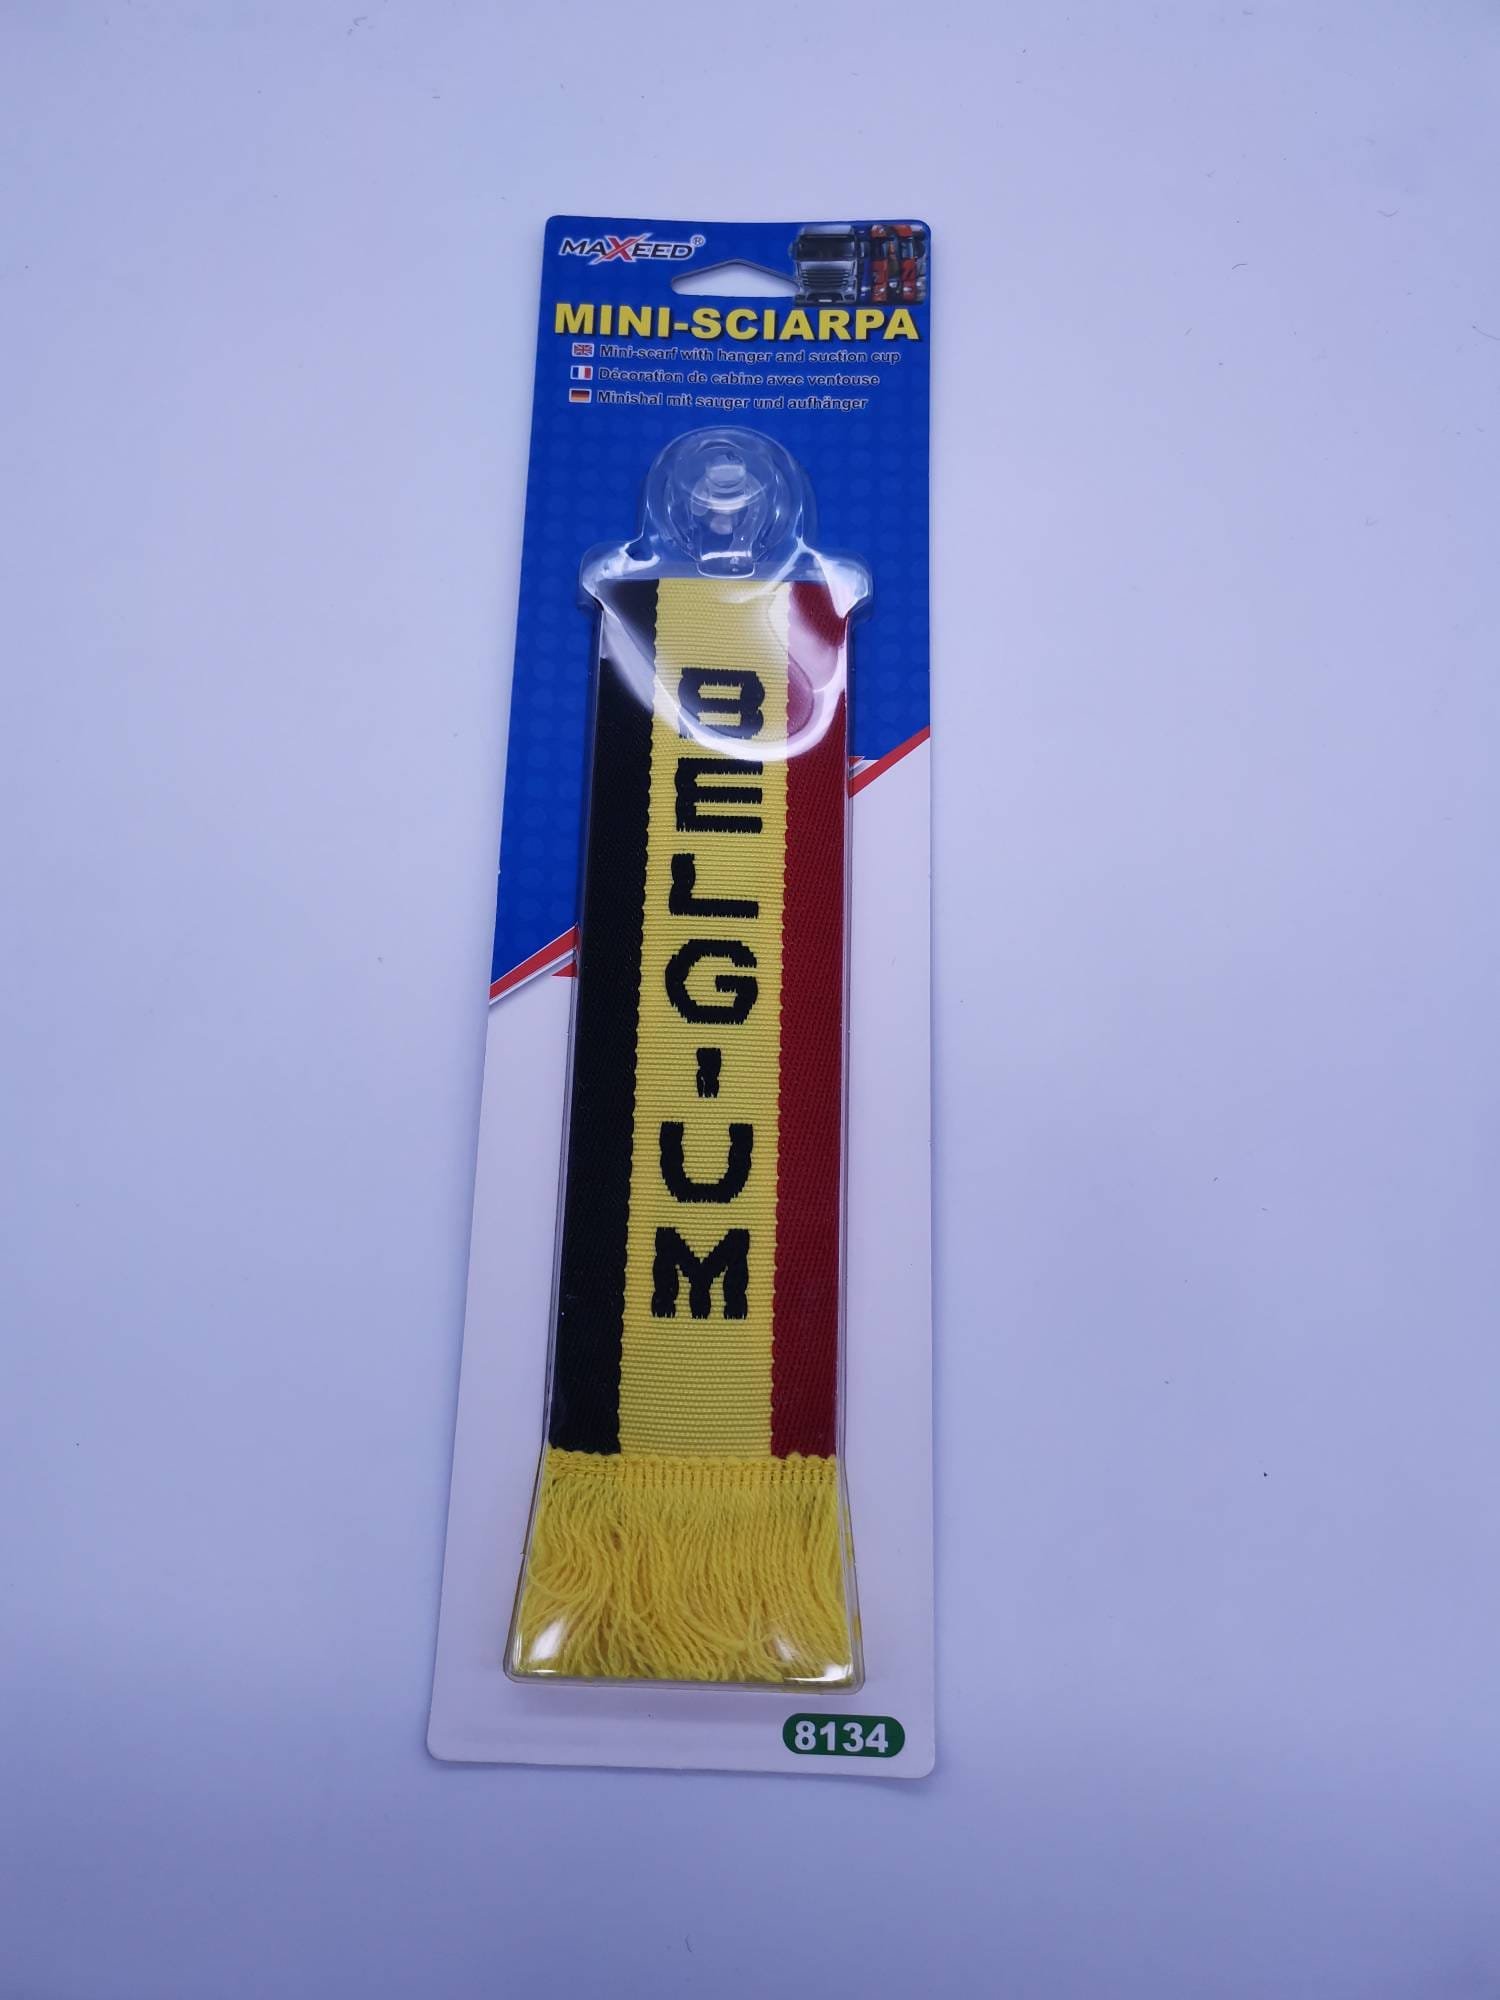 MAXEED®
MINI-SCIARPA
Mini-scarf with hanger and suction cup
Décoration de cabine avec ventouse
Minishal mit sauger und aufhänger
BELGIUM
8134